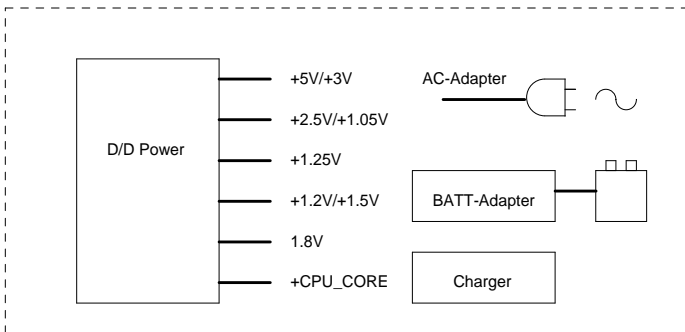 D/D Power
+5V/+3V
+2.5V/+1.05V
+1.25V
+1.2V/+1.5V
1.8V
+CPU_CORE
AC-Adapter
BATT-Adapter
Charger